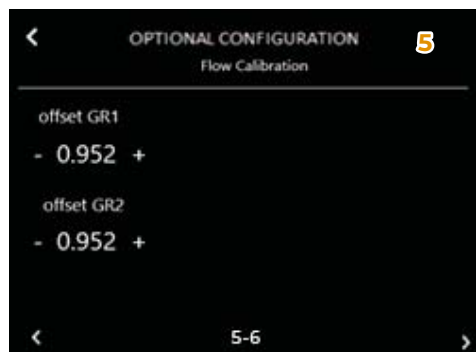 < OPTIONAL CONFIGURATION 5
Flow Calibration
offset GR1
- 0.952 +
offset GR2
- 0.952 +
< 5-6 >